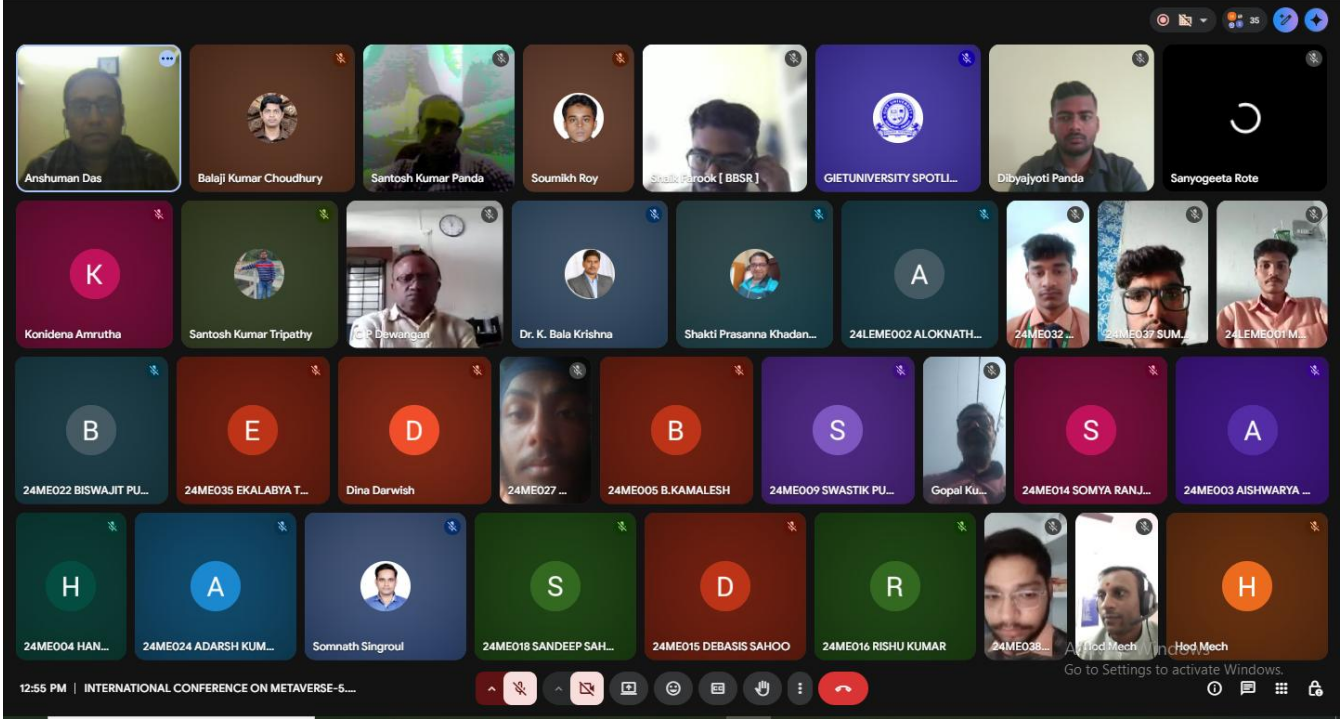 35
Anshuman Das
Balaji Kumar Choudhury
Santosh Kumar Panda
Soumikh Roy
Shaik Farook [ BBSR ]
GIETUNIVERSITY SPOTLI...
Dibyajyoti Panda
Sanyogeeta Rote
K
Konidena Amrutha
Santosh Kumar Tripathy
C P Dewangan
Dr. K. Bala Krishna
Shakti Prasanna Khadan...
A
24LEME002 ALOKNATH...
24ME032 ...
24ME037 SUM...
24LEME001 M...
B
24ME022 BISWAJIT PU...
E
24ME035 EKALABYA T...
D
Dina Darwish
24ME027 ...
B
24ME005 B.KAMALESH
S
24ME009 SWASTIK PU...
Gopal Ku...
S
24ME014 SOMYA RANJ...
A
24ME003 AISHWARYA ...
H
24ME004 HAN...
A
24ME024 ADARSH KUM...
Somnath Singroul
S
24ME018 SANDEEP SAH...
D
24ME015 DEBASIS SAHOO
R
24ME016 RISHU KUMAR
24ME038...
Hod Mech
H
Hod Mech
Activate Windows
Go to Settings to activate Windows.
12:55 PM | INTERNATIONAL CONFERENCE ON METAVERSE-5....